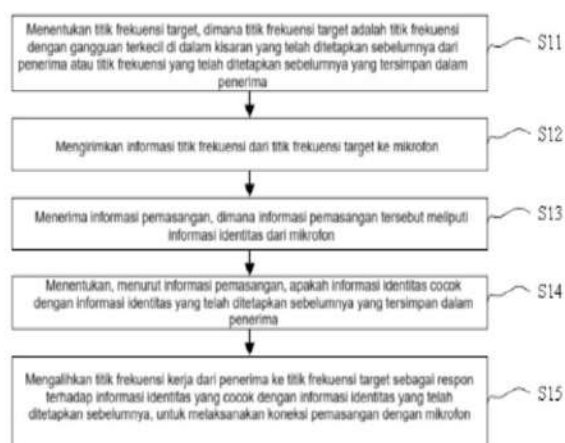 Menentukan titik frekuensi target, dimana titik frekuensi target adalah titik frekuensi
dengan gangguan terkecil di dalam kisaran yang telah ditetapkan sebelumnya dari
penerima atau titik frekuensi yang telah ditetapkan sebelumnya yang tersimpan dalam
penerima
S11
Mengirimkan informasi titik frekuensi dari titik frekuensi target ke mikrofon
S12
Menerima informasi pemasangan, dimana informasi pemasangan tersebut meliputi
informasi identitas dari mikrofon
S13
Menentukan, menurut informasi pemasangan, apakah informasi identitas cocok
dengan informasi identitas yang telah ditetapkan sebelumnya yang tersimpan dalam
penerima
S14
Mengalihkan titik frekuensi kerja dari penerima ke titik frekuensi target sebagai respon
terhadap informasi identitas yang cocok dengan informasi identitas yang telah
ditetapkan sebelumnya, untuk melaksanakan koneksi pemasangan dengan mikrofon
S15